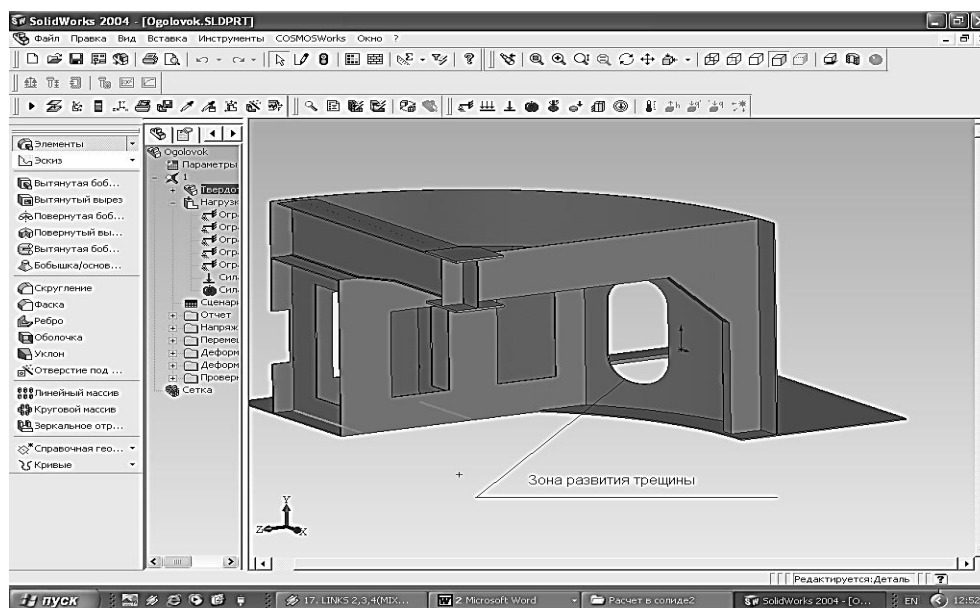 SolidWorks 2004 - [Ogolovok.SLDPRT]
Файл Правка Вид Вставка Инструменты COSMOSWorks Окно ?
Элементы
Эскиз
Вытянутая боб...
Вытянутый вырез
Повернутая боб...
Повернутый вы...
Вытянутая боб...
Бобышка/основ...
Скругление
Фаска
Ребро
Оболочка
Уклон
Отверстие под ...
Линейный массив
Круговой массив
Зеркальное отр...
Справочная гео...
Кривые
Ogolovok
Параметры
1
Твердот
Нагрузк
Огр
Огр
Огр
Огр
Огр
Сил
Сил
Сценари
Отчет
Напряж
Перемещ
Деформ
Деформ
Проверк
Сетка
Зона развития трещины
Y
Z
X
Редактируется:Деталь
пуск
17. LINKS 2,3,4(MIX...
2 Microsoft Word
Расчет в солиде2
SolidWorks 2004 - [O...
EN
12:52